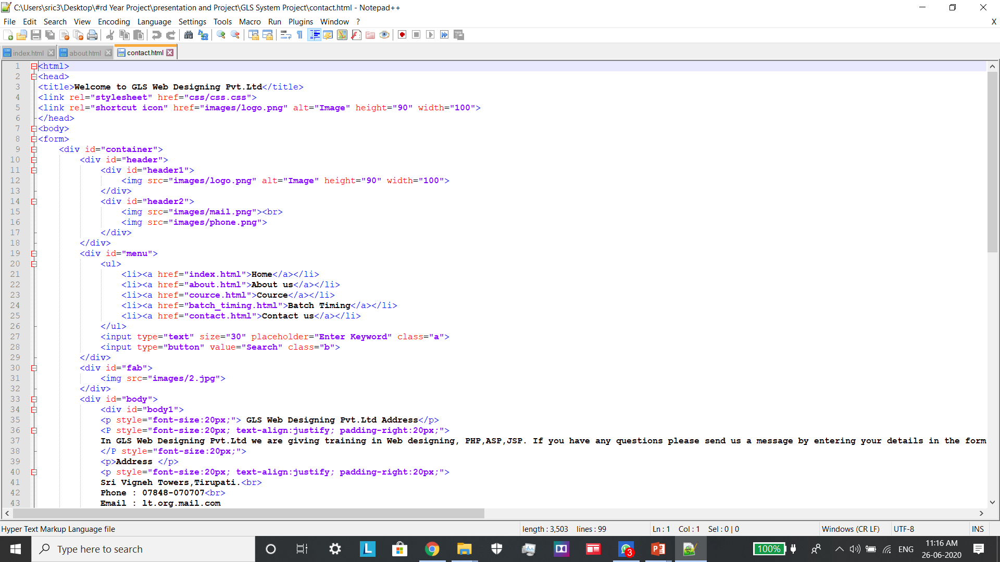 C:\Users\sric3\Desktop\#rd Year Project\presentation and Project\GLS System Project\contact.html - Notepad++
File Edit Search View Encoding Language Settings Tools Macro Run Plugins Window ? X
index.html about.html contact.html
1 <html>
2 <head>
3 <title>Welcome to GLS Web Designing Pvt.Ltd</title>
4 <link rel="stylesheet" href="css/css.css">
5 <link rel="shortcut icon" href="images/logo.png" alt="Image" height="90" width="100">
6 </head>
7 <body>
8 <form>
9 <div id="container">
10 <div id="header">
11 <div id="header1">
12 <img src="images/logo.png" alt="Image" height="90" width="100">
13 </div>
14 <div id="header2">
15 <img src="images/mail.png"><br>
16 <img src="images/phone.png">
17 </div>
18 </div>
19 <div id="menu">
20 <ul>
21 <li><a href="index.html">Home</a></li>
22 <li><a href="about.html">About us</a></li>
23 <li><a href="cource.html">Cource</a></li>
24 <li><a href="batch_timing.html">Batch Timing</a></li>
25 <li><a href="contact.html">Contact us</a></li>
26 </ul>
27 <input type="text" size="30" placeholder="Enter Keyword" class="a">
28 <input type="button" value="Search" class="b">
29 </div>
30 <div id="fab">
31 <img src="images/2.jpg">
32 </div>
33 <div id="body">
34 <div id="body1">
35 <p style="font-size:20px;"> GLS Web Designing Pvt.Ltd Address</p>
36 <P style="font-size:20px; text-align:justify; padding-right:20px;">
37 In GLS Web Designing Pvt.Ltd we are giving training in Web designing, PHP,ASP,JSP. If you have any questions please send us a message by entering your details in the form
38 </P style="font-size:20px;">
39 <p>Address </p>
40 <p style="font-size:20px; text-align:justify; padding-right:20px;">
41 Sri Vigneh Towers,Tirupati.<br>
42 Phone : 07848-070707<br>
43 Email : lt.org.mail.com
Hyper Text Markup Language file length : 3,503 lines : 99 Ln : 1 Col : 1 Sel : 0 | 0 Windows (CR LF) UTF-8 INS
Type here to search L 3 100% ENG 11:16 AM
26-06-2020